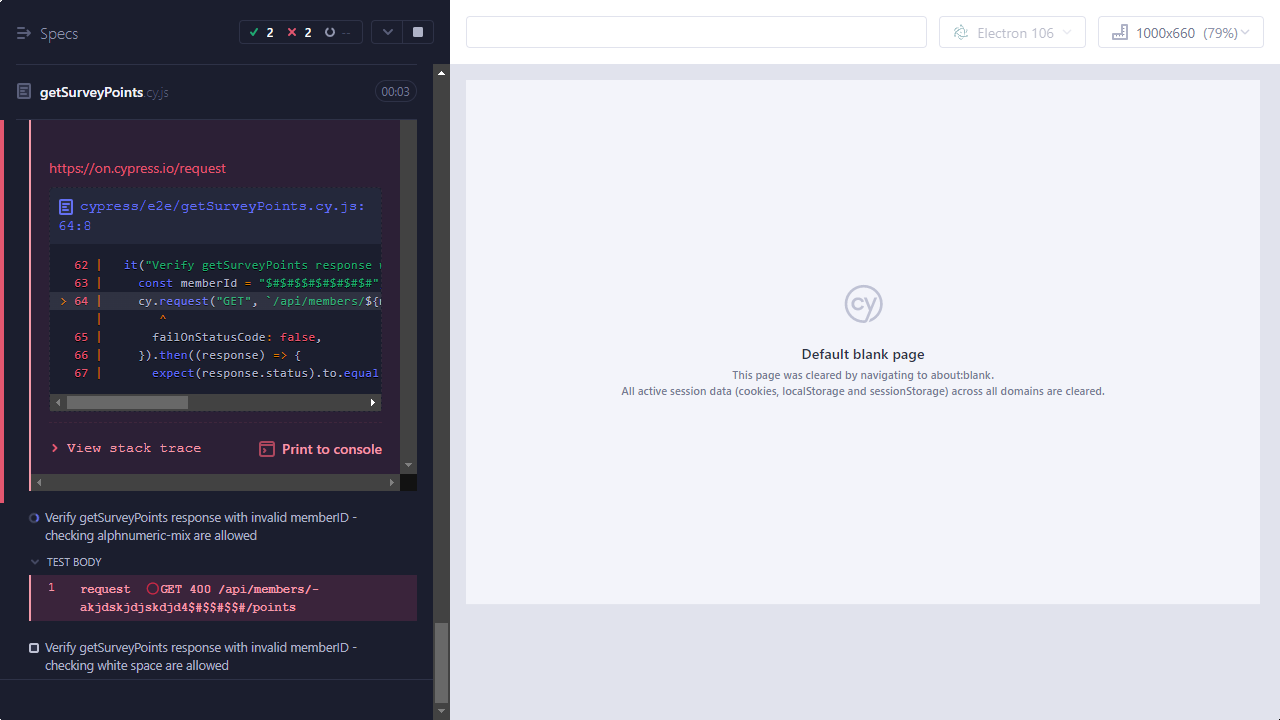 Specs
2 2 --
Electron 106
1000x660 (79%)
getSurveyPoints.cy.js
00:03
https://on.cypress.io/request
cypress/e2e/getSurveyPoints.cy.js:
64:8
62 | it("Verify getSurveyPoints response
63 | const memberId = "$#$#$$#$#$#$#$#"
> 64 | cy.request("GET", `/api/members/${
| ^
65 | failOnStatusCode: false,
66 | }).then((response) => {
67 | expect(response.status).to.equal
View stack trace
Print to console
Verify getSurveyPoints response with invalid memberID -
checking alphnumeric-mix are allowed
TEST BODY
1 request GET 400 /api/members/-
akjdskjdjskdjd4$#$$#$$#/points
Verify getSurveyPoints response with invalid memberID -
checking white space are allowed
cy
Default blank page
This page was cleared by navigating to about:blank.
All active session data (cookies, localStorage and sessionStorage) across all domains are cleared.